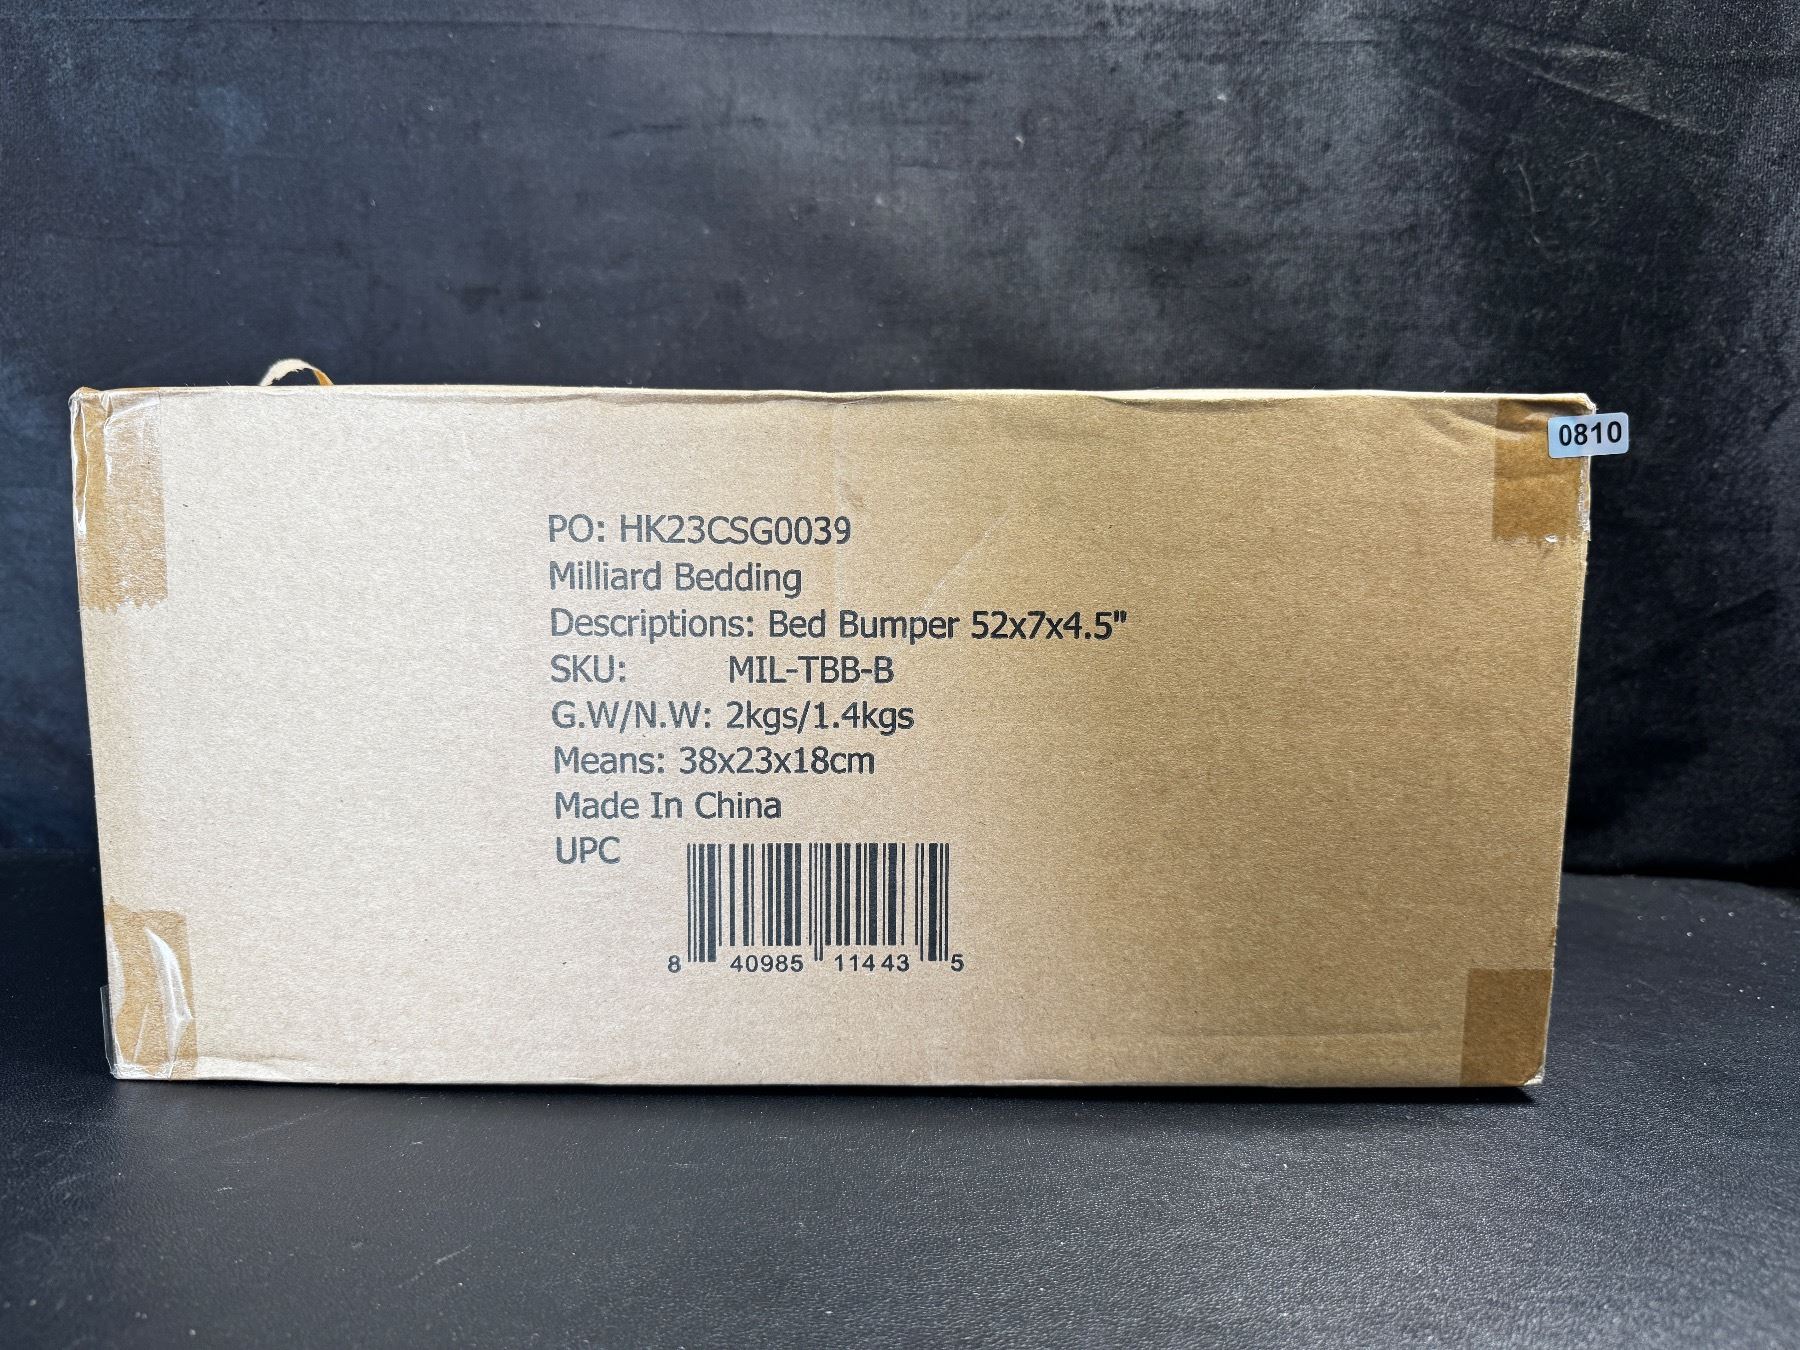 0810
PO: HK23CSG0039
Milliard Bedding
Descriptions: Bed Bumper 52x7x4.5"
SKU: MIL-TBB-B
G.W/N.W: 2kgs/1.4kgs
Means: 38x23x18cm
Made In China
UPC
8 40985 11443 5